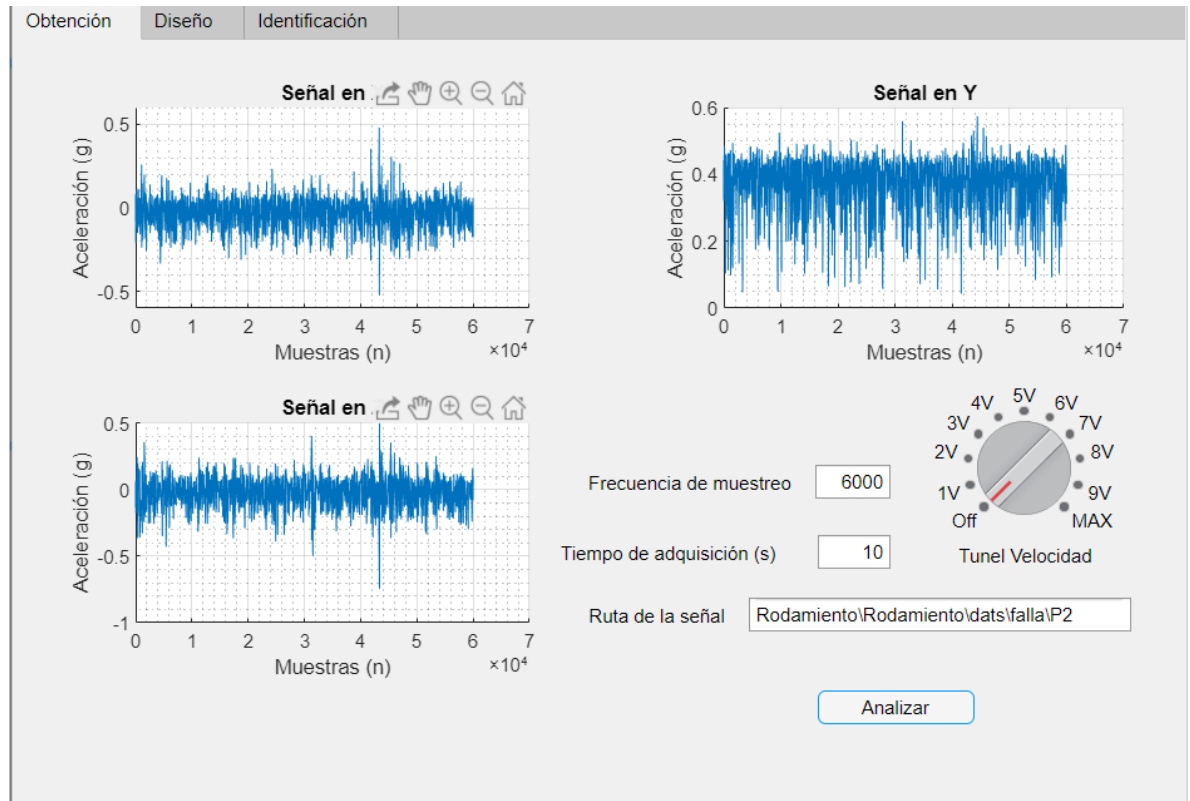 Obtención Diseño Identificación
Señal en
0.5
0
-0.5
Aceleración (g)
0 1 2 3 4 5 6 7
Muestras (n) ×10⁴
Señal en Y
0.6
0.4
0.2
0
Aceleración (g)
0 1 2 3 4 5 6 7
Muestras (n) ×10⁴
Señal en
0.5
0
-0.5
-1
Aceleración (g)
0 1 2 3 4 5 6 7
Muestras (n) ×10⁴
Off 1V 2V 3V 4V 5V 6V 7V 8V 9V MAX
Tunel Velocidad
Frecuencia de muestreo 6000
Tiempo de adquisición (s) 10
Ruta de la señal Rodamiento\Rodamiento\dats\falla\P2
Analizar